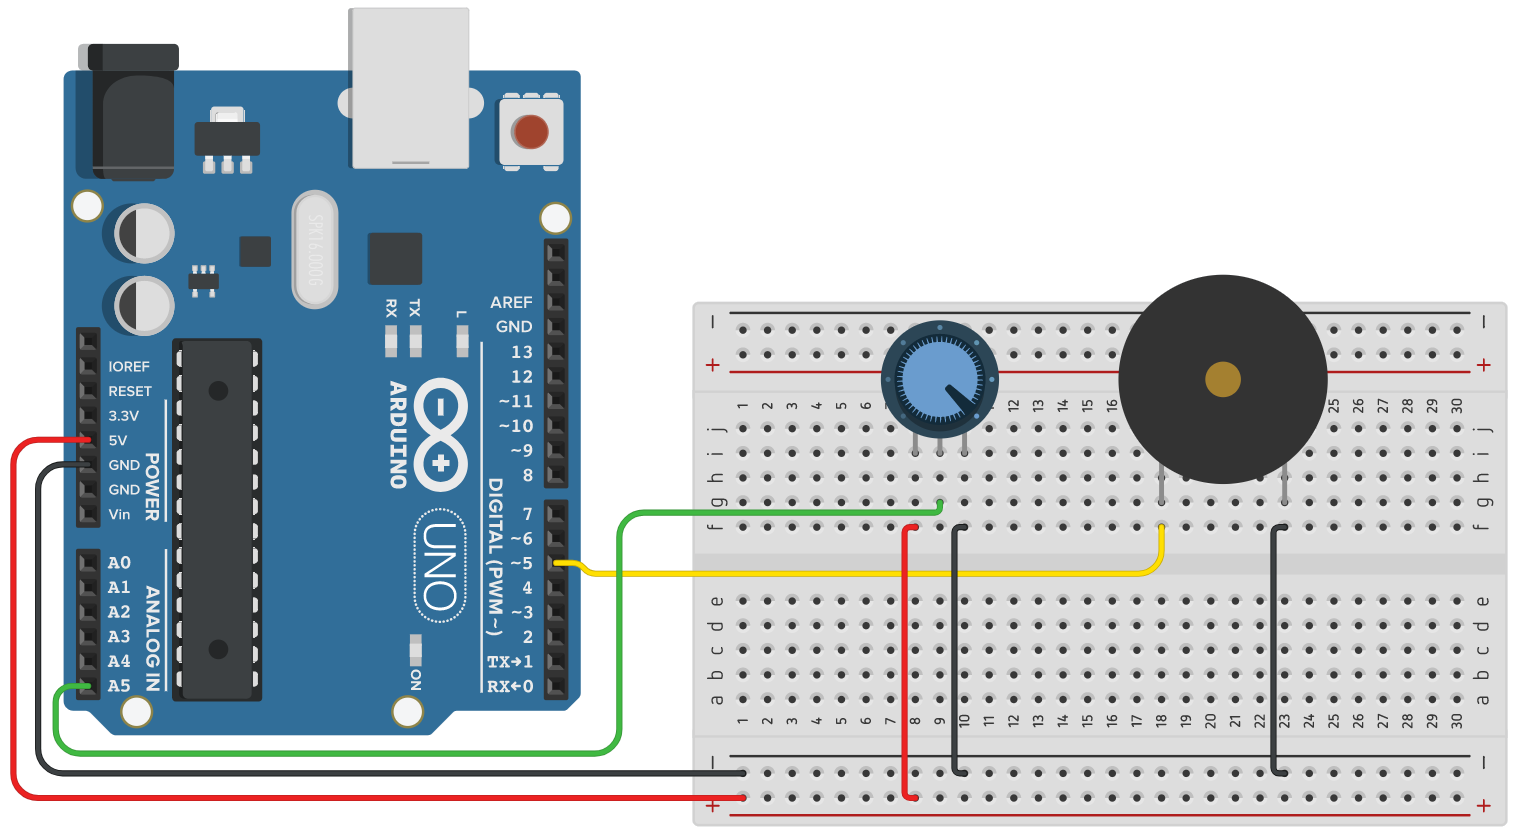 SPK16.000G
RX
TX
L
AREF
GND
13
12
~11
~10
~9
8
IOREF
RESET
3.3V
5V
GND
GND
Vin
POWER
ARDUINO
UNO
DIGITAL (PWM~)
7
~6
~5
4
~3
2
TX→1
RX←0
A0
A1
A2
A3
A4
A5
ANALOG IN
ON
− −
+ +
1 2 3 4 5 6 12 13 14 15 16 25 26 27 28 29 30
j j
i i
h h
g g
f f
e e
d d
c c
b b
a a
1 2 3 4 5 6 7 8 9 10 11 12 13 14 15 16 17 18 19 20 21 22 23 24 25 26 27 28 29 30
− −
+ +